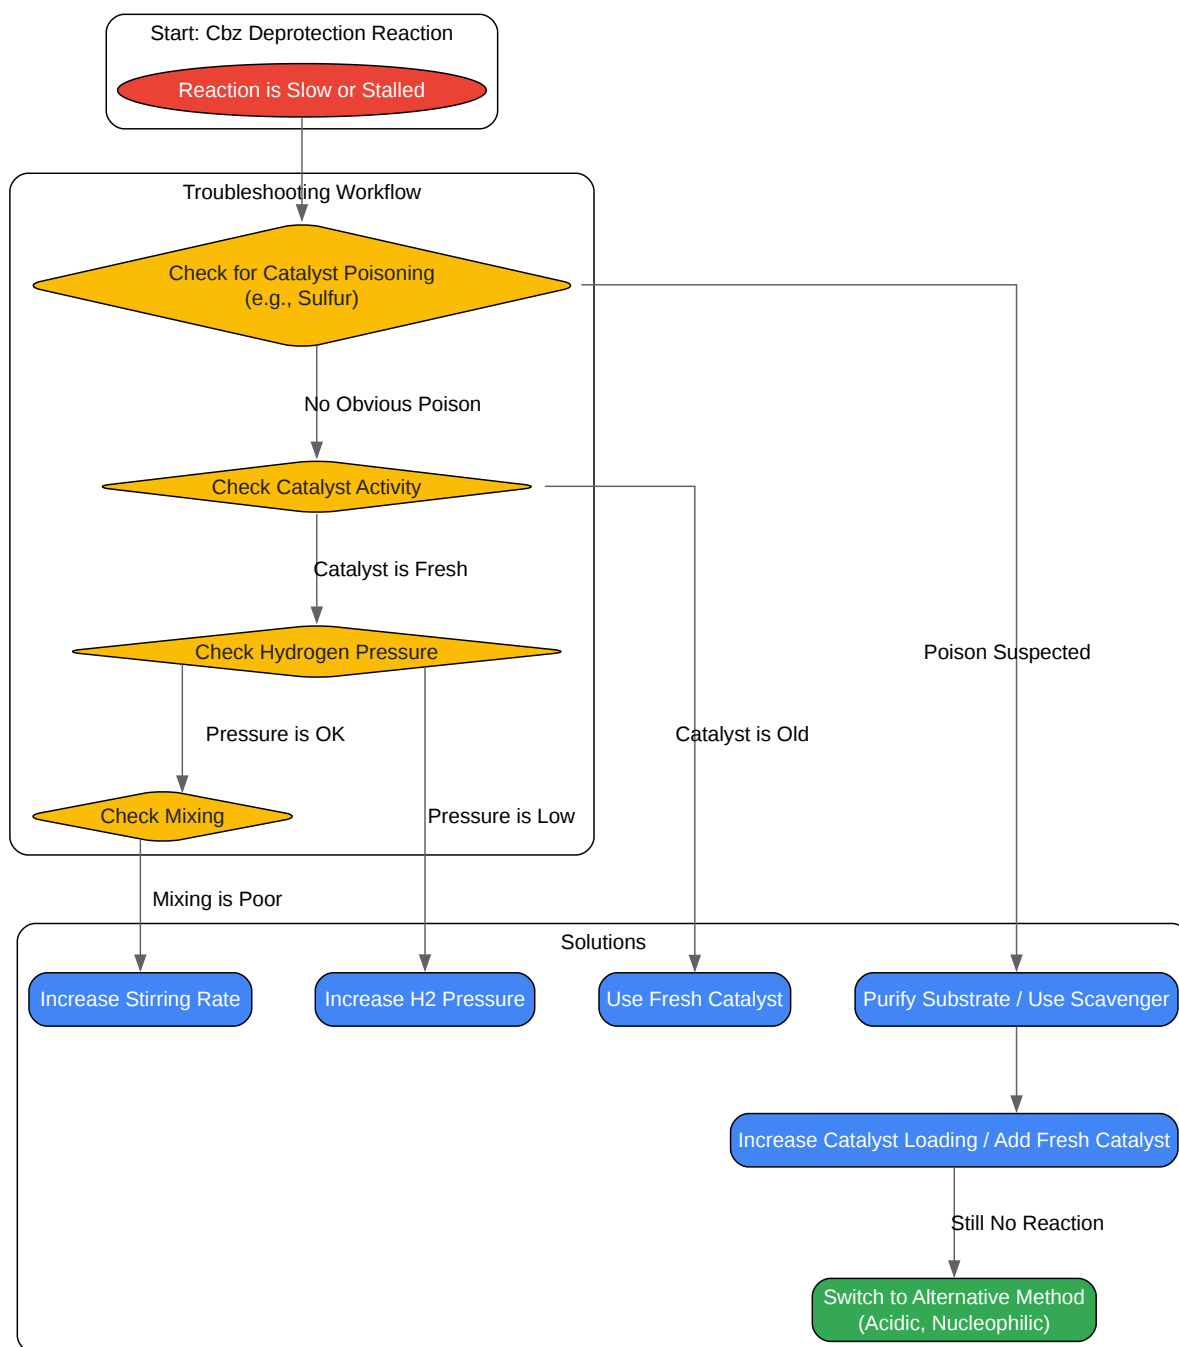 Start: Cbz Deprotection Reaction
Reaction is Slow or Stalled
Troubleshooting Workflow
Check for Catalyst Poisoning
(e.g., Sulfur)
No Obvious Poison
Check Catalyst Activity
Catalyst is Fresh
Check Hydrogen Pressure
Poison Suspected
Pressure is OK
Catalyst is Old
Check Mixing
Pressure is Low
Mixing is Poor
Solutions
Increase Stirring Rate
Increase H2 Pressure
Use Fresh Catalyst
Purify Substrate / Use Scavenger
Increase Catalyst Loading / Add Fresh Catalyst
Still No Reaction
Switch to Alternative Method
(Acidic, Nucleophilic)